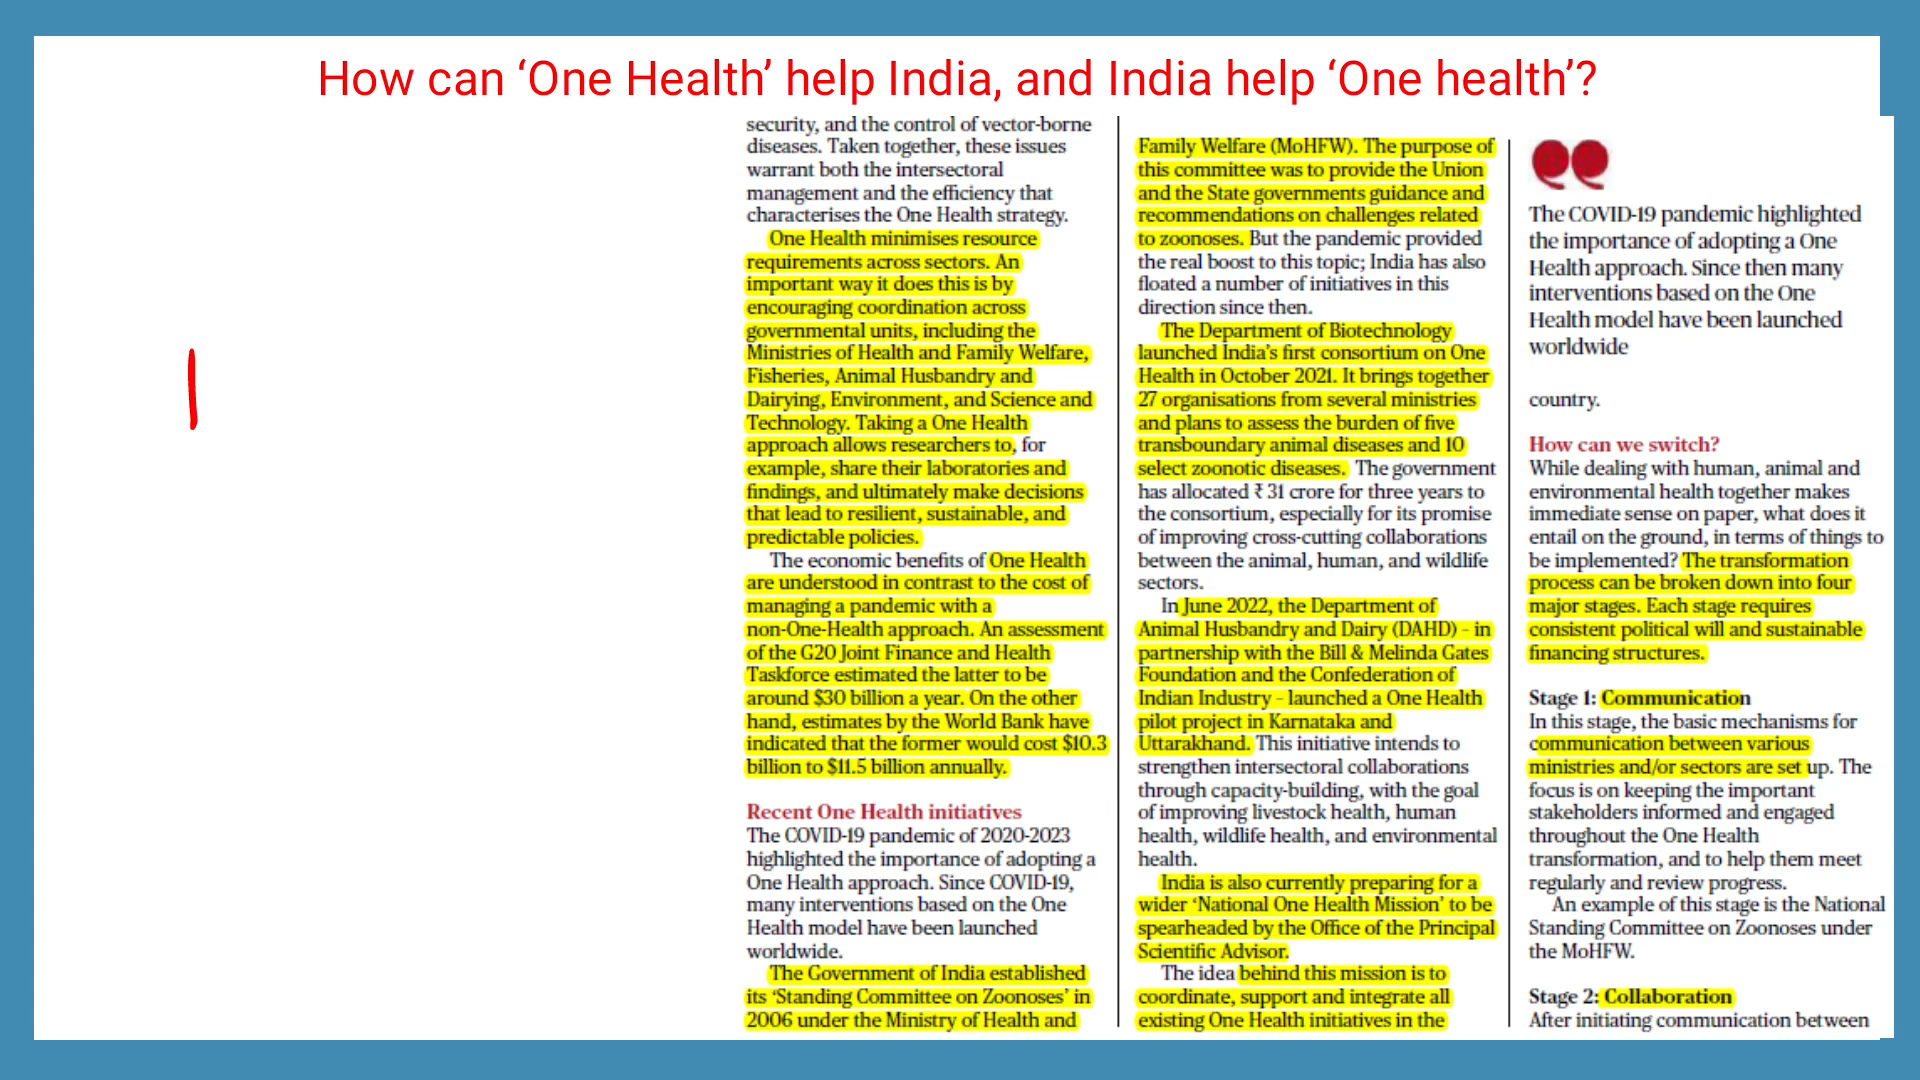 How can ‘One Health’ help India, and India help ‘One health’?
security, and the control of vector-borne
diseases. Taken together, these issues
warrant both the intersectoral
management and the efficiency that
characterises the One Health strategy.
One Health minimises resource
requirements across sectors. An
important way it does this is by
encouraging coordination across
governmental units, including the
Ministries of Health and Family Welfare,
Fisheries, Animal Husbandry and
Dairying, Environment, and Science and
Technology. Taking a One Health
approach allows researchers to, for
example, share their laboratories and
findings, and ultimately make decisions
that lead to resilient, sustainable, and
predictable policies.
The economic benefits of One Health
are understood in contrast to the cost of
managing a pandemic with a
non-One-Health approach. An assessment
of the G20 Joint Finance and Health
Taskforce estimated the latter to be
around $30 billion a year. On the other
hand, estimates by the World Bank have
indicated that the former would cost $10.3
billion to $11.5 billion annually.
Recent One Health initiatives
The COVID-19 pandemic of 2020-2023
highlighted the importance of adopting a
One Health approach. Since COVID-19,
many interventions based on the One
Health model have been launched
worldwide.
The Government of India established
its ‘Standing Committee on Zoonoses’ in
2006 under the Ministry of Health and
Family Welfare (MoHFW). The purpose of
this committee was to provide the Union
and the State governments guidance and
recommendations on challenges related
to zoonoses. But the pandemic provided
the real boost to this topic; India has also
floated a number of initiatives in this
direction since then.
The Department of Biotechnology
launched India’s first consortium on One
Health in October 2021. It brings together
27 organisations from several ministries
and plans to assess the burden of five
transboundary animal diseases and 10
select zoonotic diseases. The government
has allocated ₹31 crore for three years to
the consortium, especially for its promise
of improving cross-cutting collaborations
between the animal, human, and wildlife
sectors.
In June 2022, the Department of
Animal Husbandry and Dairy (DAHD) – in
partnership with the Bill & Melinda Gates
Foundation and the Confederation of
Indian Industry – launched a One Health
pilot project in Karnataka and
Uttarakhand. This initiative intends to
strengthen intersectoral collaborations
through capacity-building, with the goal
of improving livestock health, human
health, wildlife health, and environmental
health.
India is also currently preparing for a
wider ‘National One Health Mission’ to be
spearheaded by the Office of the Principal
Scientific Advisor.
The idea behind this mission is to
coordinate, support and integrate all
existing One Health initiatives in the
The COVID-19 pandemic highlighted
the importance of adopting a One
Health approach. Since then many
interventions based on the One
Health model have been launched
worldwide
country.
How can we switch?
While dealing with human, animal and
environmental health together makes
immediate sense on paper, what does it
entail on the ground, in terms of things to
be implemented? The transformation
process can be broken down into four
major stages. Each stage requires
consistent political will and sustainable
financing structures.
Stage 1: Communication
In this stage, the basic mechanisms for
communication between various
ministries and/or sectors are set up. The
focus is on keeping the important
stakeholders informed and engaged
throughout the One Health
transformation, and to help them meet
regularly and review progress.
An example of this stage is the National
Standing Committee on Zoonoses under
the MoHFW.
Stage 2: Collaboration
After initiating communication between